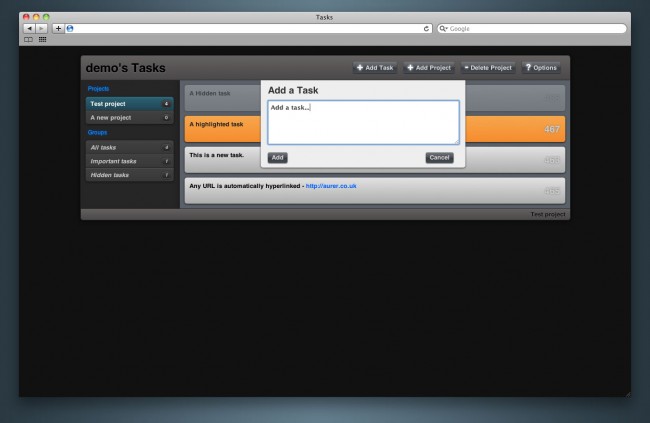 Tasks
Google
demo's Tasks
Add Task
Add Project
Delete Project
? Options
Projects
Test project
A new project 0
Groups
All tasks 4
Important tasks 1
Hidden tasks 1
A Hidden task
A highlighted task
467
This is a new task.
Any URL is automatically hyperlinked - http://aurer.co.uk
Add a Task
Add a task...
Add
Cancel
Test project